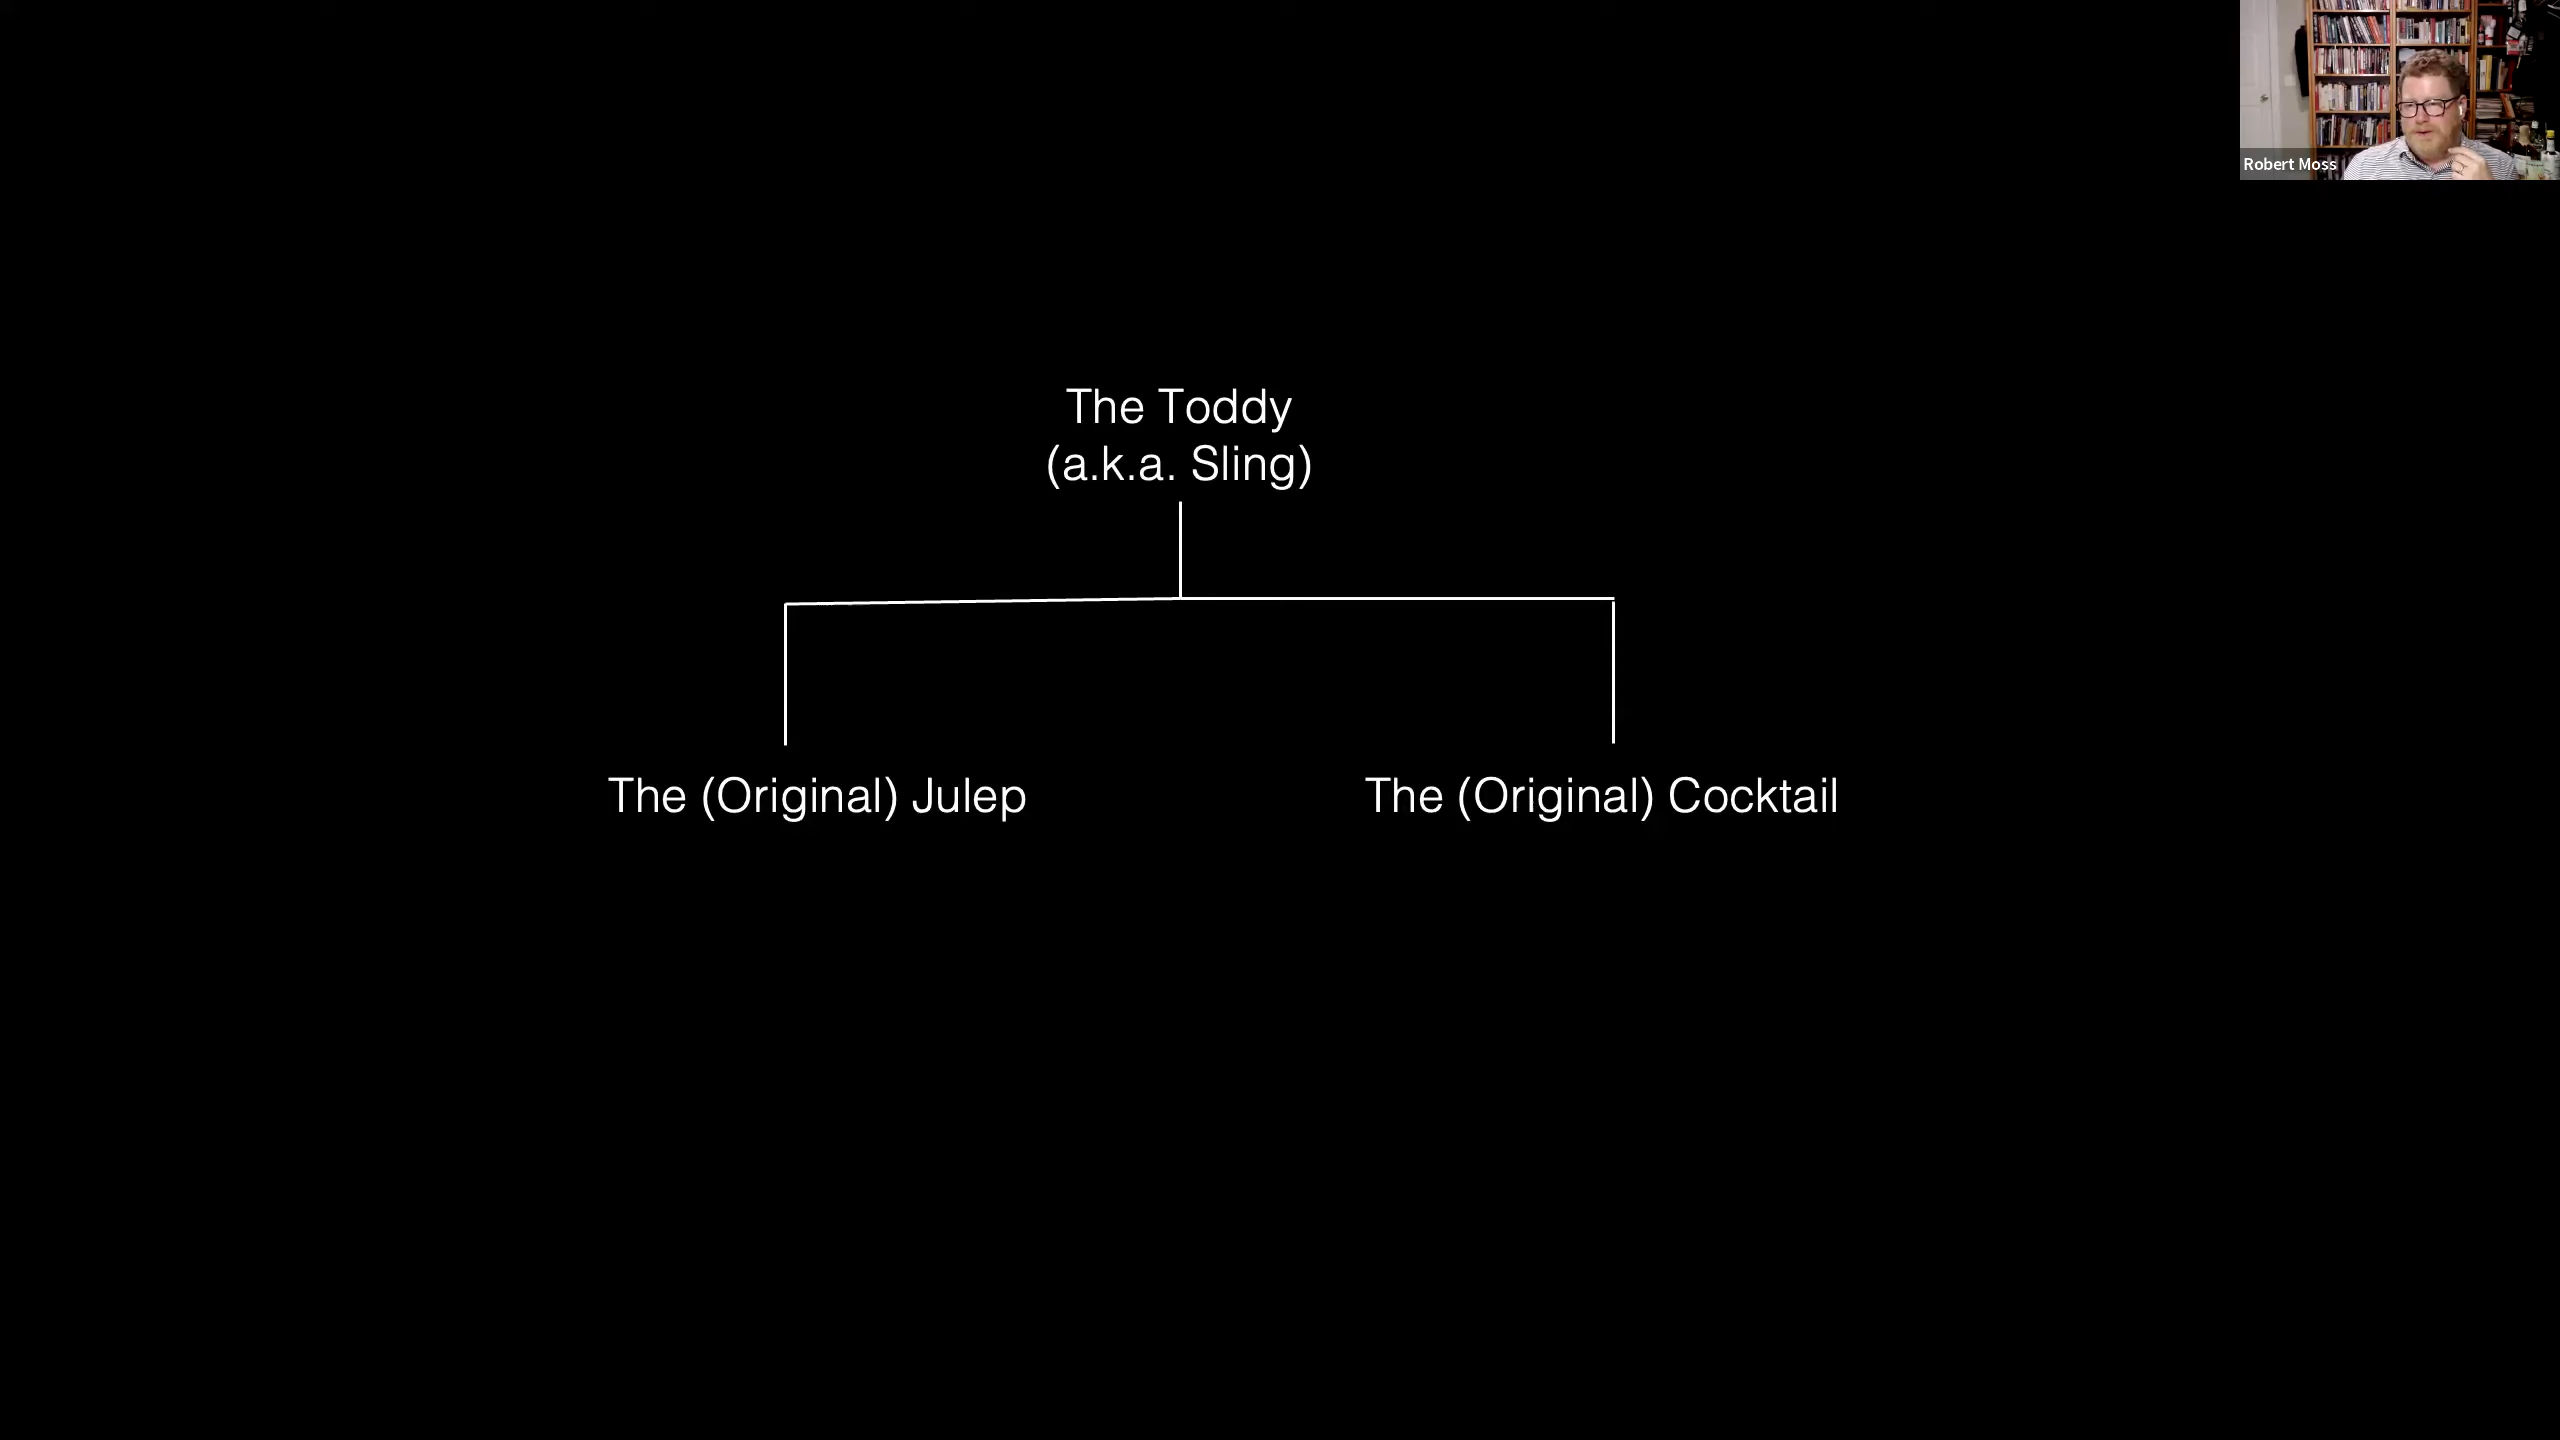 Robert Moss
The Toddy
(a.k.a. Sling)
The (Original) Julep
The (Original) Cocktail